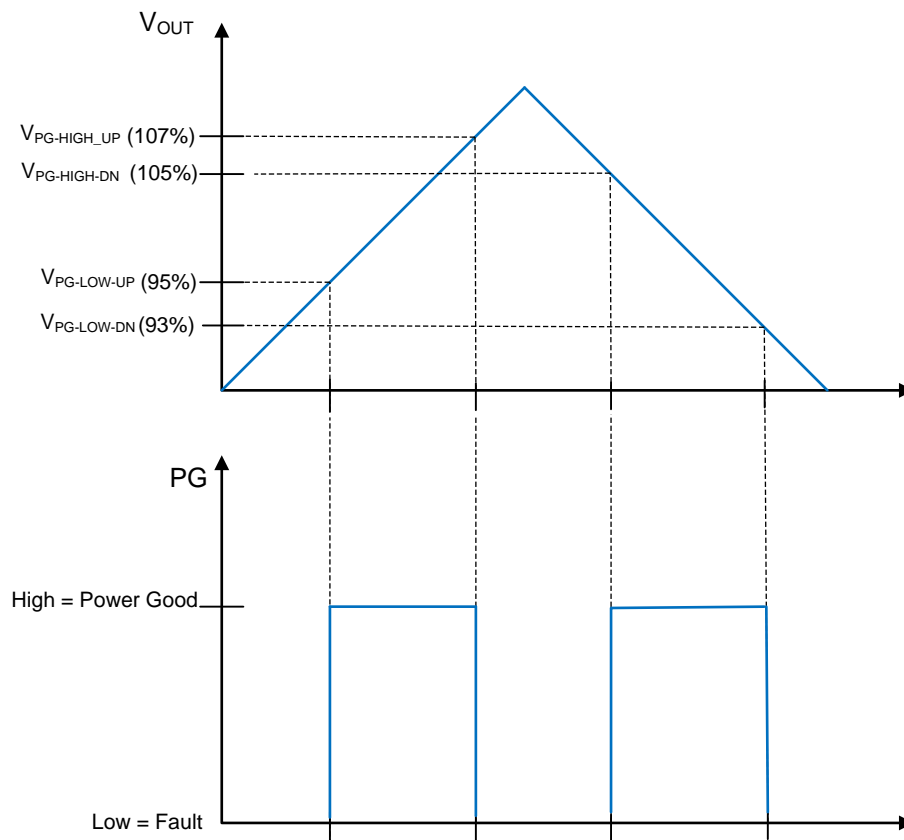 VOUT
VPG-HIGH_UP (107%)
VPG-HIGH-DN (105%)
VPG-LOW-UP (95%)
VPG-LOW-DN (93%)
PG
High = Power Good
Low = Fault